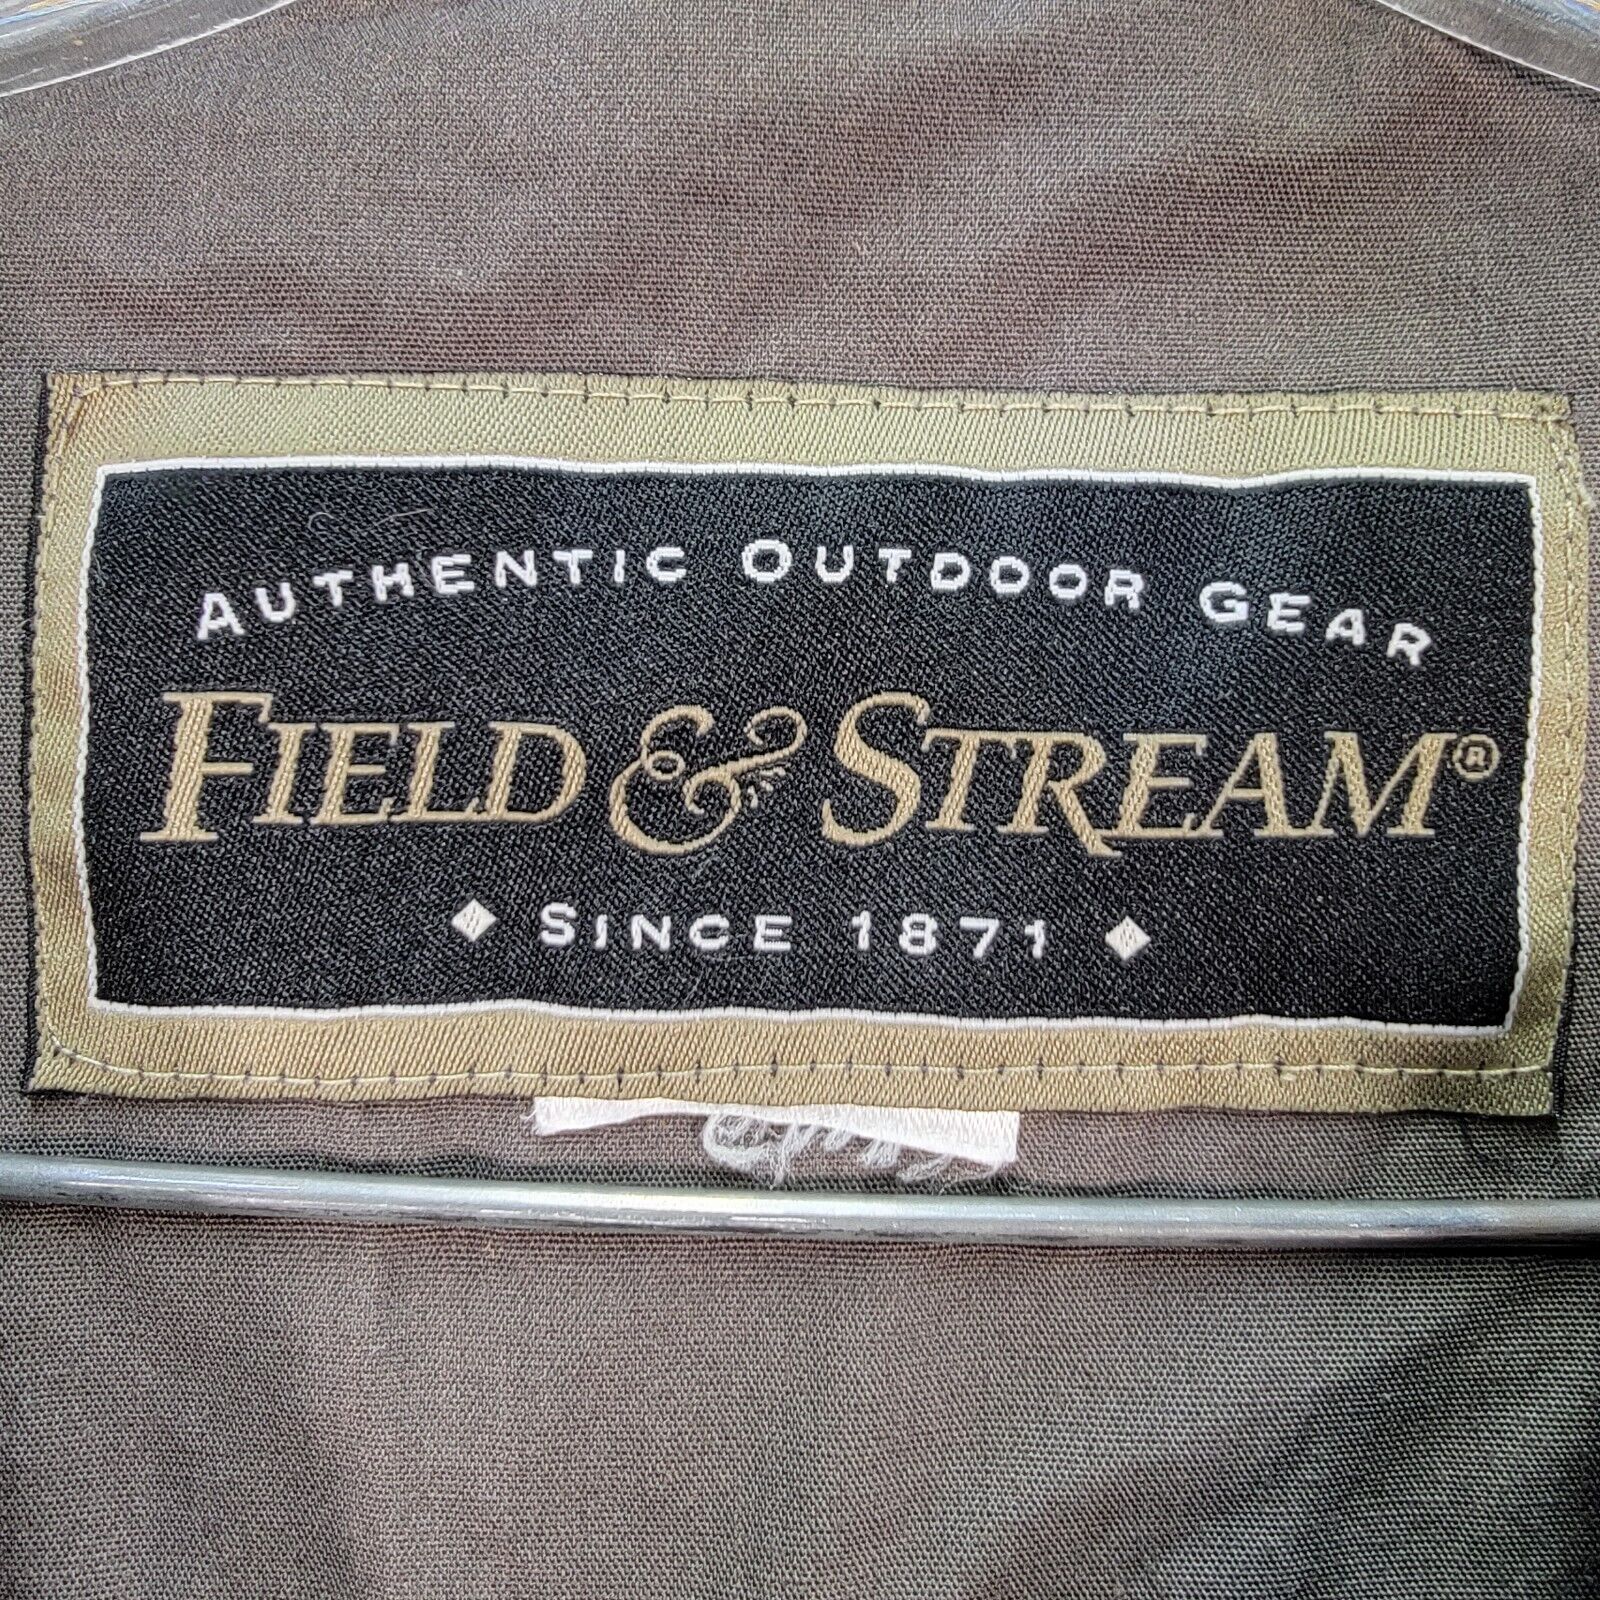 AUTHENTIC OUTDOOR GEAR
FIELD & STREAM®
SINCE 1871